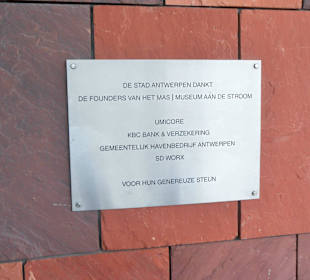 DE STAD ANTWERPEN DANKT
DE FOUNDERS VAN HET MAS | MUSEUM AAN DE STROOM
UMICORE
KBC BANK & VERZEKERING
GEMEENTELIJK HAVENBEDRIJF ANTWERPEN
SD WORX
VOOR HUN GENEREUZE STEUN